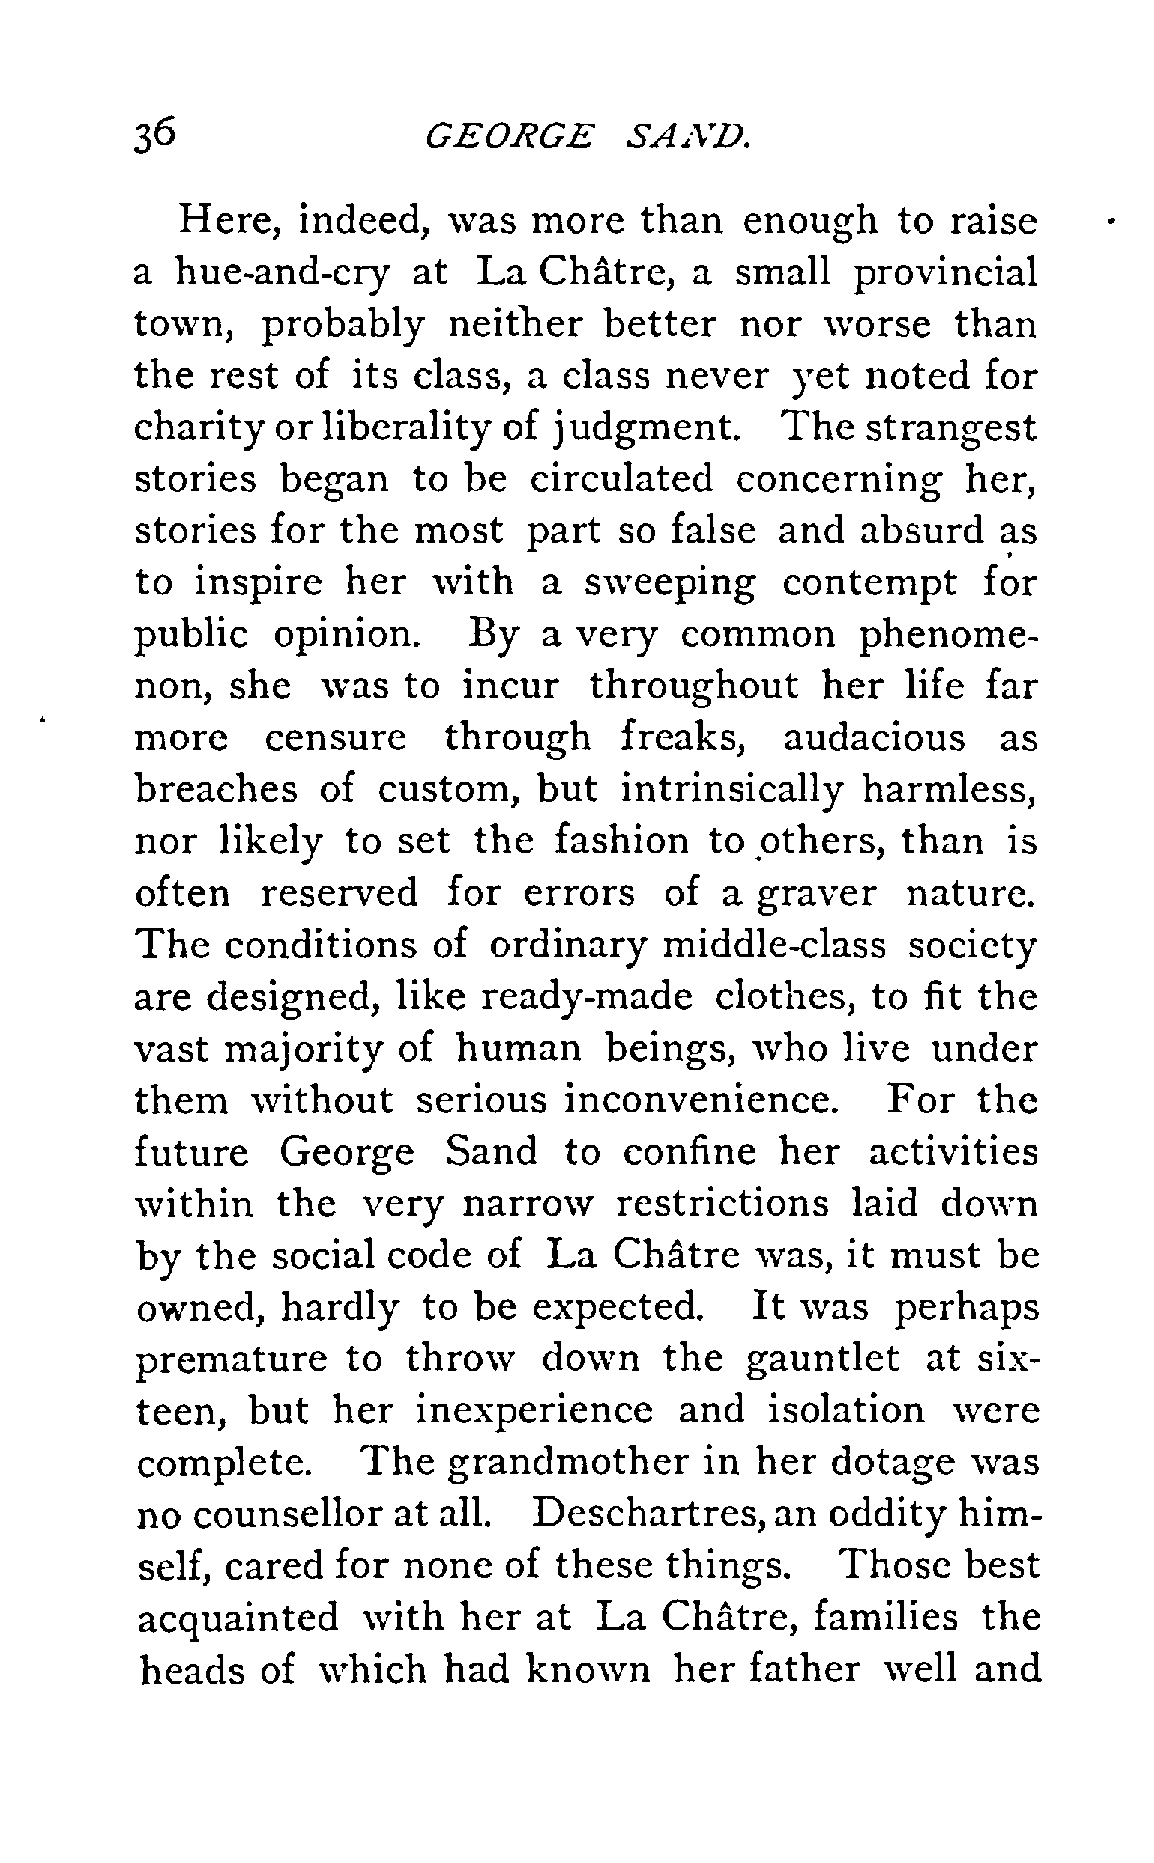 36 GEORGE SAND.
Here, indeed, was more than enough to raise
a hue-and-cry at La Châtre, a small provincial
town, probably neither better nor worse than
the rest of its class, a class never yet noted for
charity or liberality of judgment. The strangest
stories began to be circulated concerning her,
stories for the most part so false and absurd as
to inspire her with a sweeping contempt for
public opinion. By a very common phenome-
non, she was to incur throughout her life far
more censure through freaks, audacious as
breaches of custom, but intrinsically harmless,
nor likely to set the fashion to others, than is
often reserved for errors of a graver nature.
The conditions of ordinary middle-class society
are designed, like ready-made clothes, to fit the
vast majority of human beings, who live under
them without serious inconvenience. For the
future George Sand to confine her activities
within the very narrow restrictions laid down
by the social code of La Châtre was, it must be
owned, hardly to be expected. It was perhaps
premature to throw down the gauntlet at six-
teen, but her inexperience and isolation were
complete. The grandmother in her dotage was
no counsellor at all. Deschartres, an oddity him-
self, cared for none of these things. Those best
acquainted with her at La Châtre, families the
heads of which had known her father well and